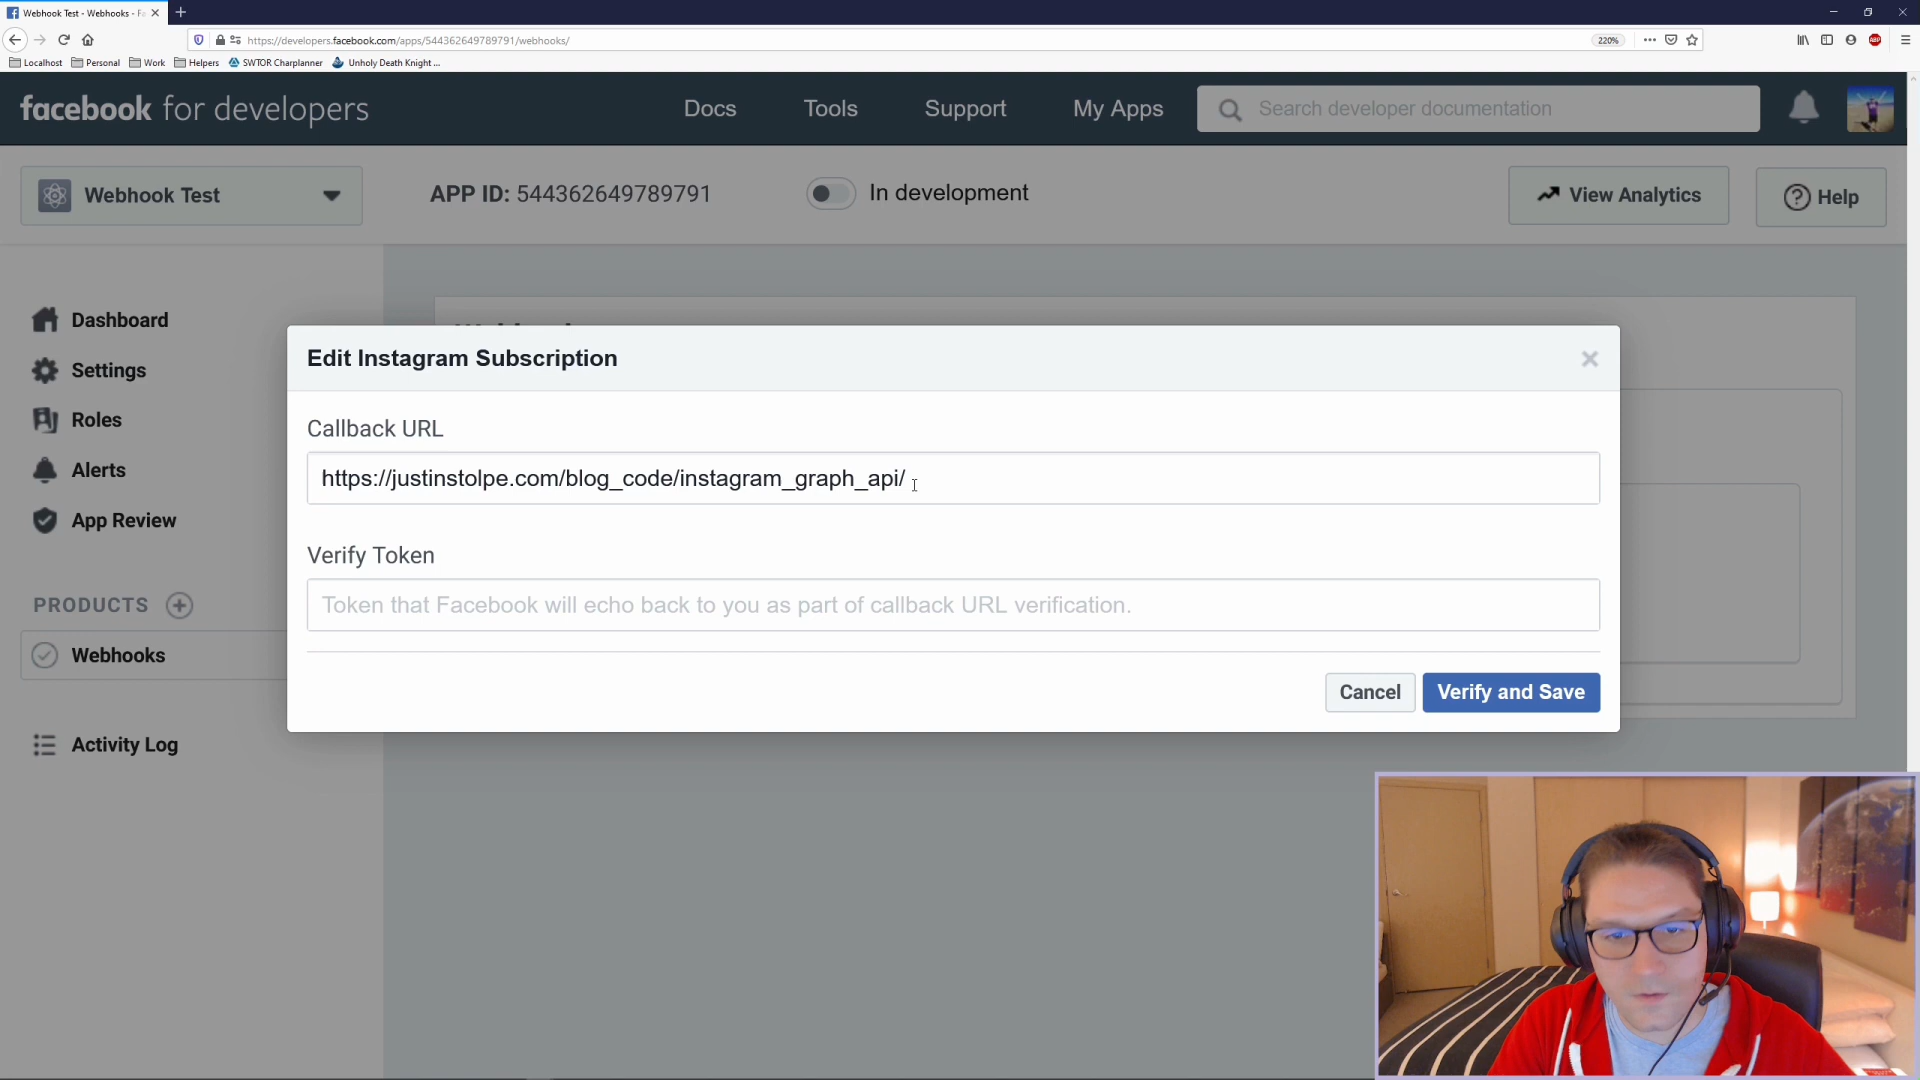 Webhook Test - Webhooks - Fa
https://developers.facebook.com/apps/544362649789791/webhooks/
220%
Localhost Personal Work Helpers SWTOR Charplanner Unholy Death Knight ...
ABP
facebook for developers
Docs Tools Support My Apps
Search developer documentation
Webhook Test
APP ID: 544362649789791
In development
View Analytics
Help
Dashboard
Settings
Roles
Alerts
App Review
PRODUCTS
Webhooks
Activity Log
Edit Instagram Subscription
Callback URL
https://justinstolpe.com/blog_code/instagram_graph_api/
Verify Token
Token that Facebook will echo back to you as part of callback URL verification.
Cancel
Verify and Save